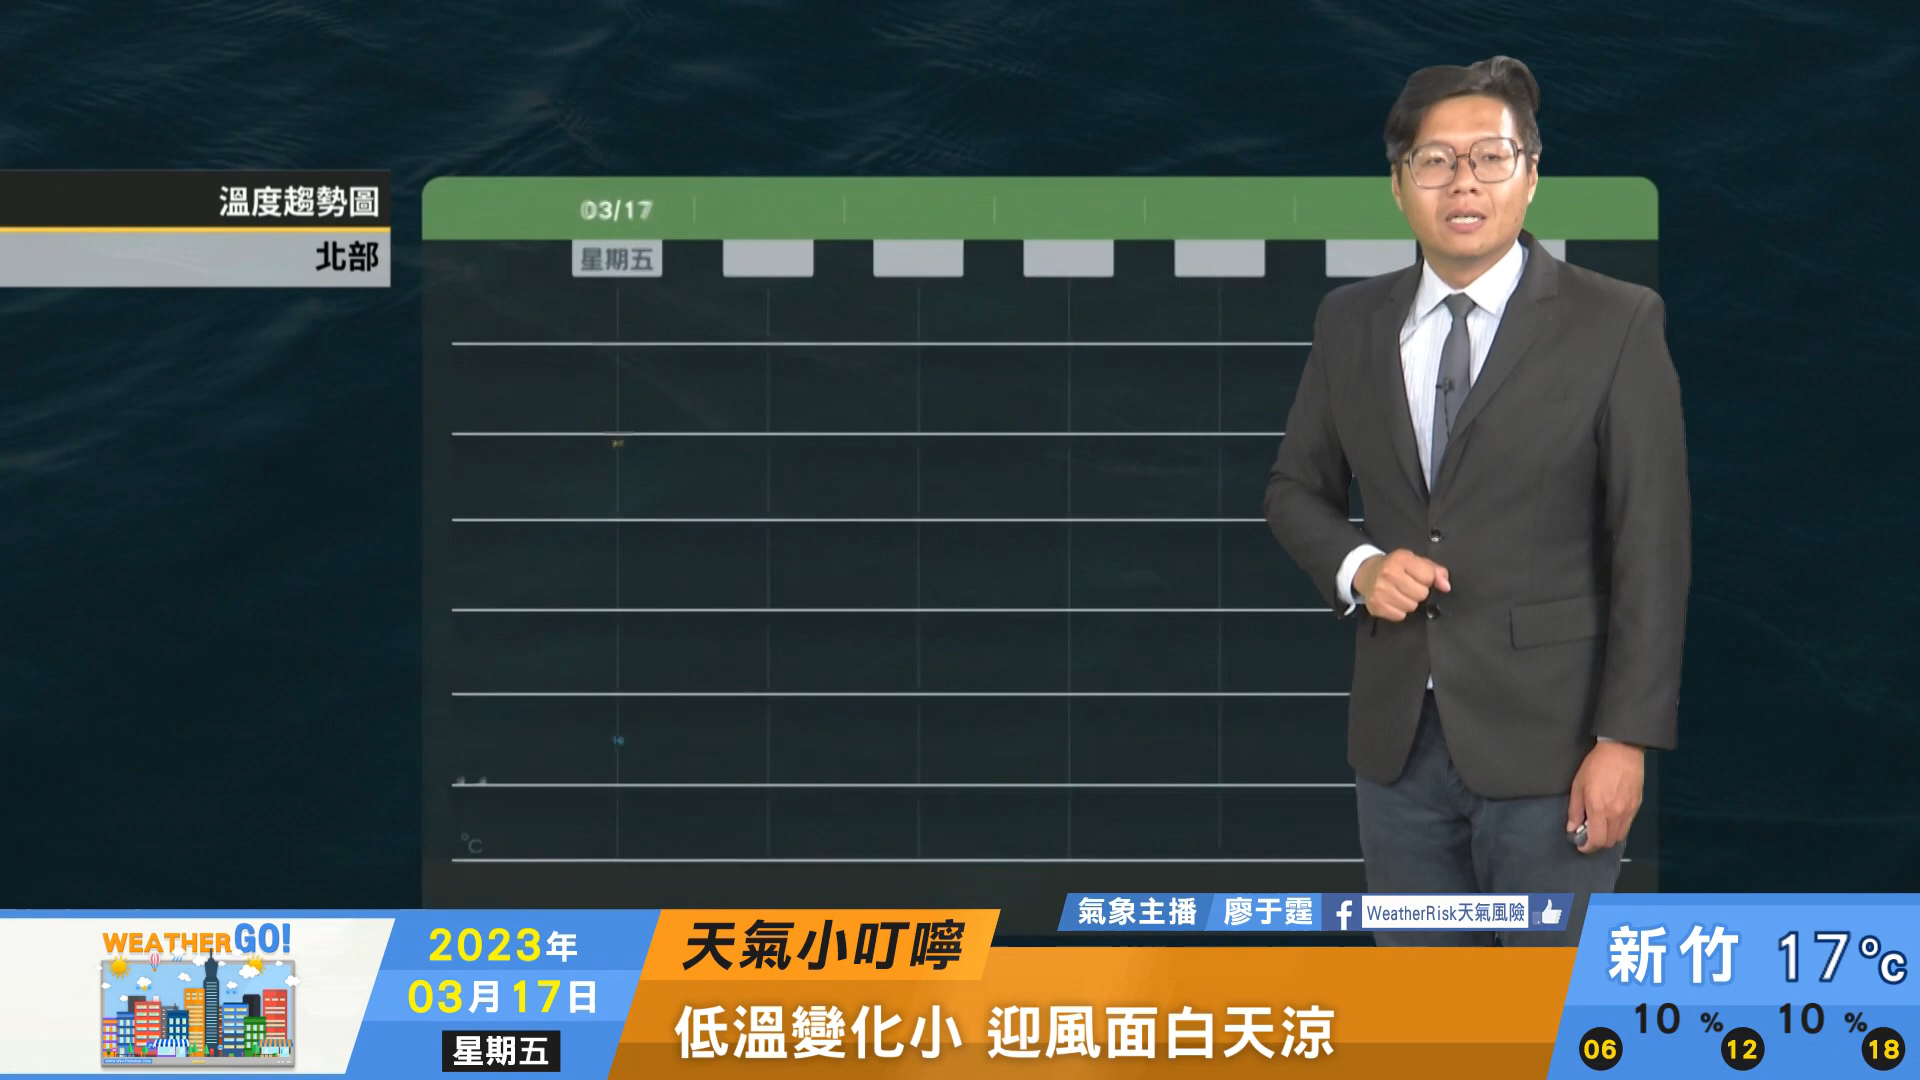 溫度趨勢圖
北部
03/17
星期五
°C
氣象主播 廖于霆 WeatherRisk天氣風險
WEATHERGO!
2023年
03月17日
星期五
天氣小叮嚀
低溫變化小 迎風面白天涼
新竹 17°C
10 % 10 %
06 12 18